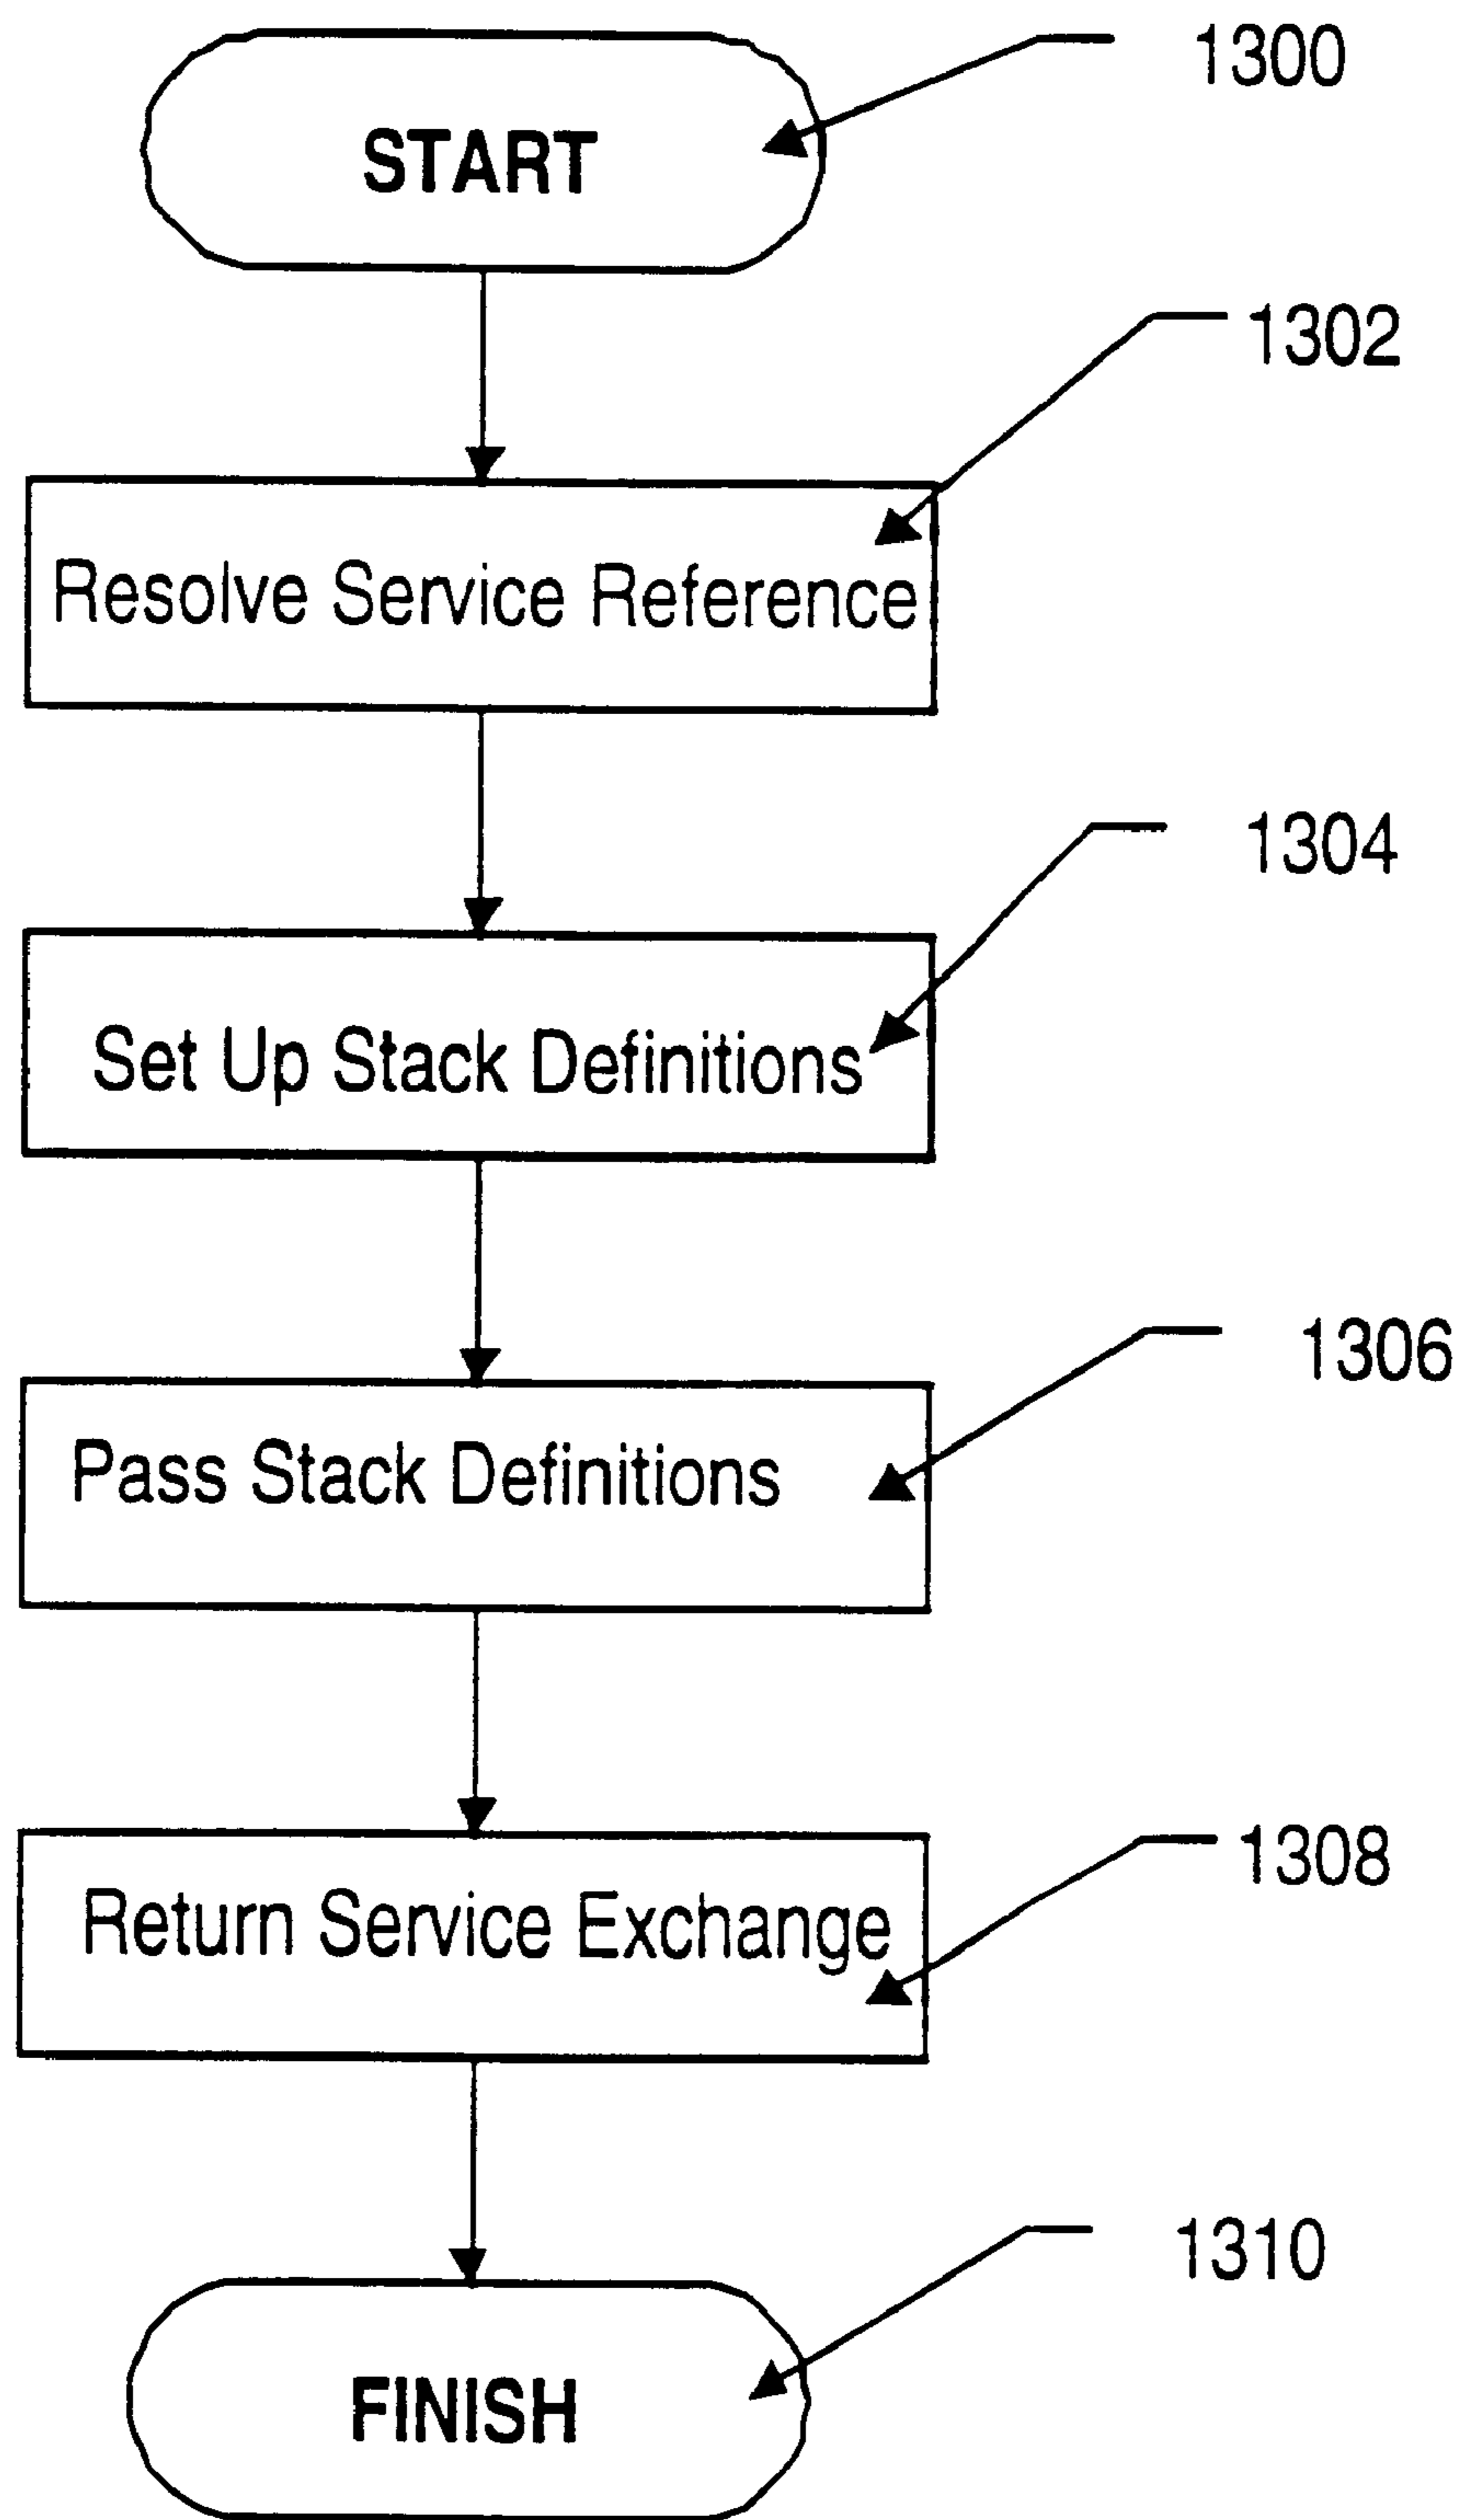 1300
START
1302
Resolve Service Reference
1304
Set Up Stack Definitions
1306
Pass Stack Definitions
1308
Return Service Exchange
1310
FINISH